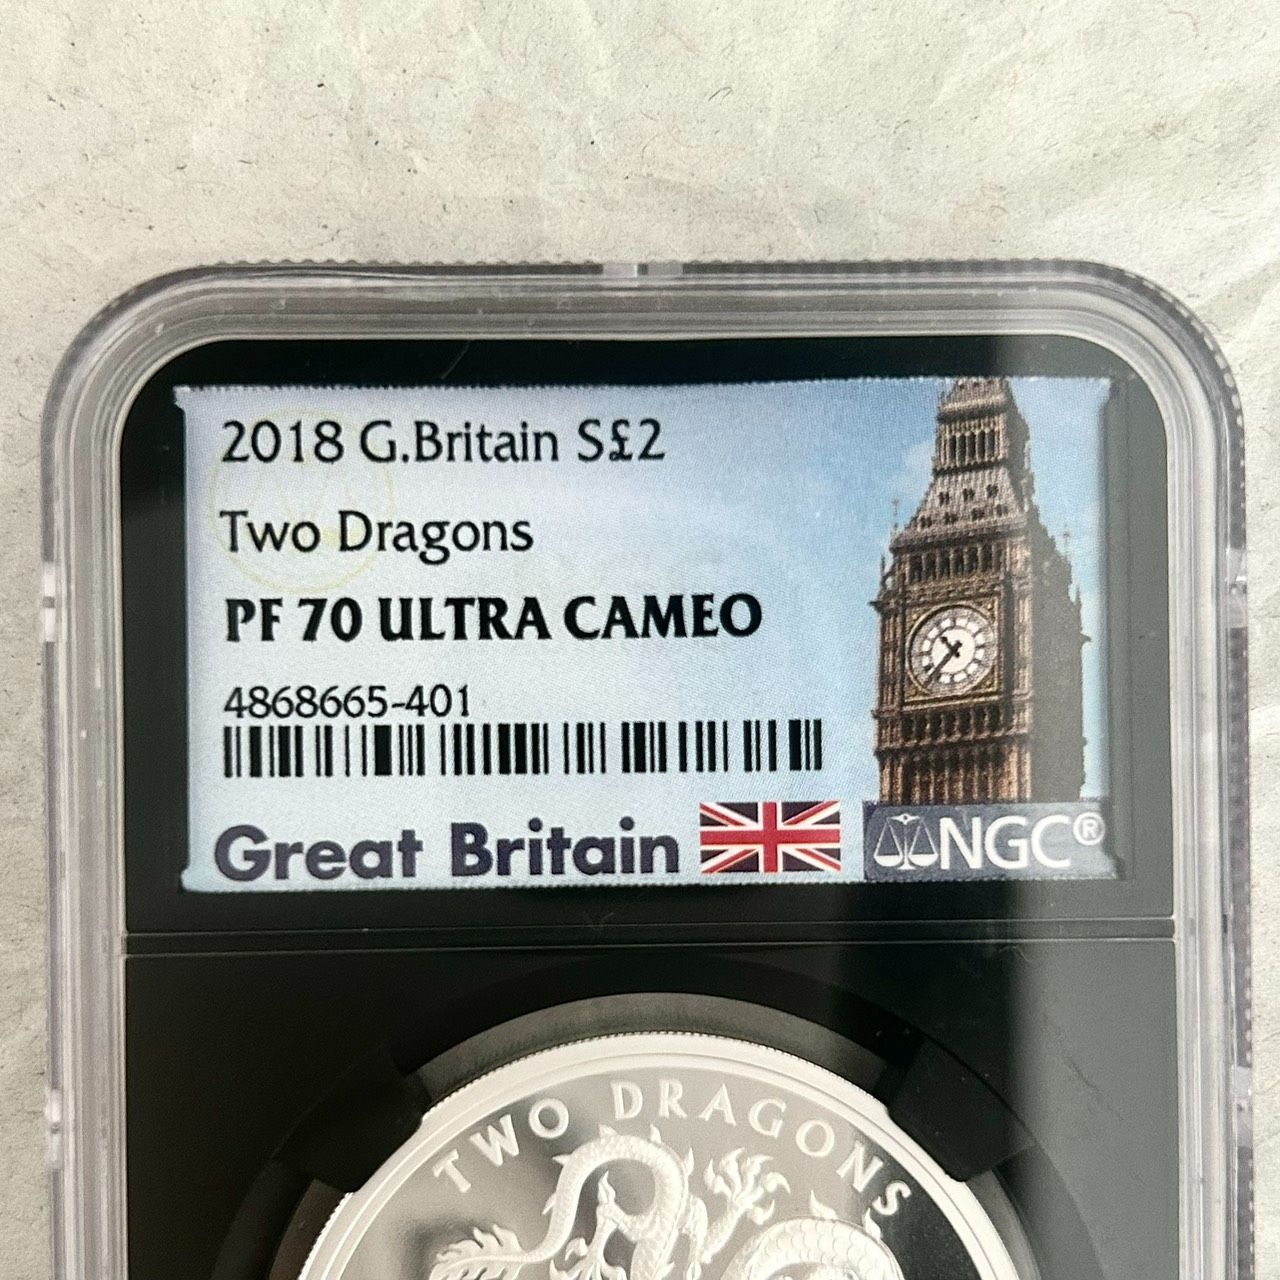 2018 G.Britain S£2
Two Dragons
PF 70 ULTRA CAMEO
4868665-401
Great Britain
NGC®
TWO DRAGONS